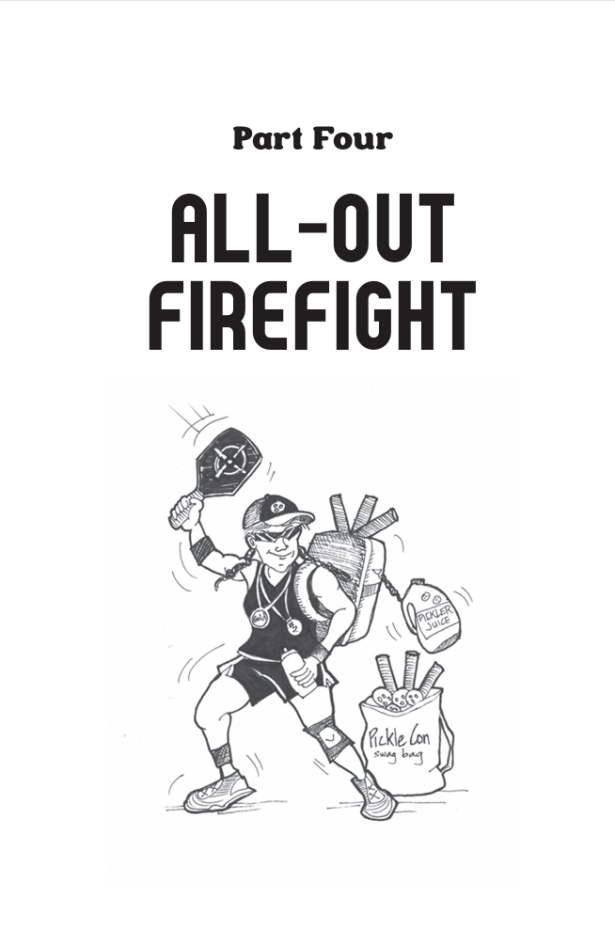 Part Four
ALL-OUT
FIREFIGHT
PICKLER
JUICE
Pickle Con
swag bag